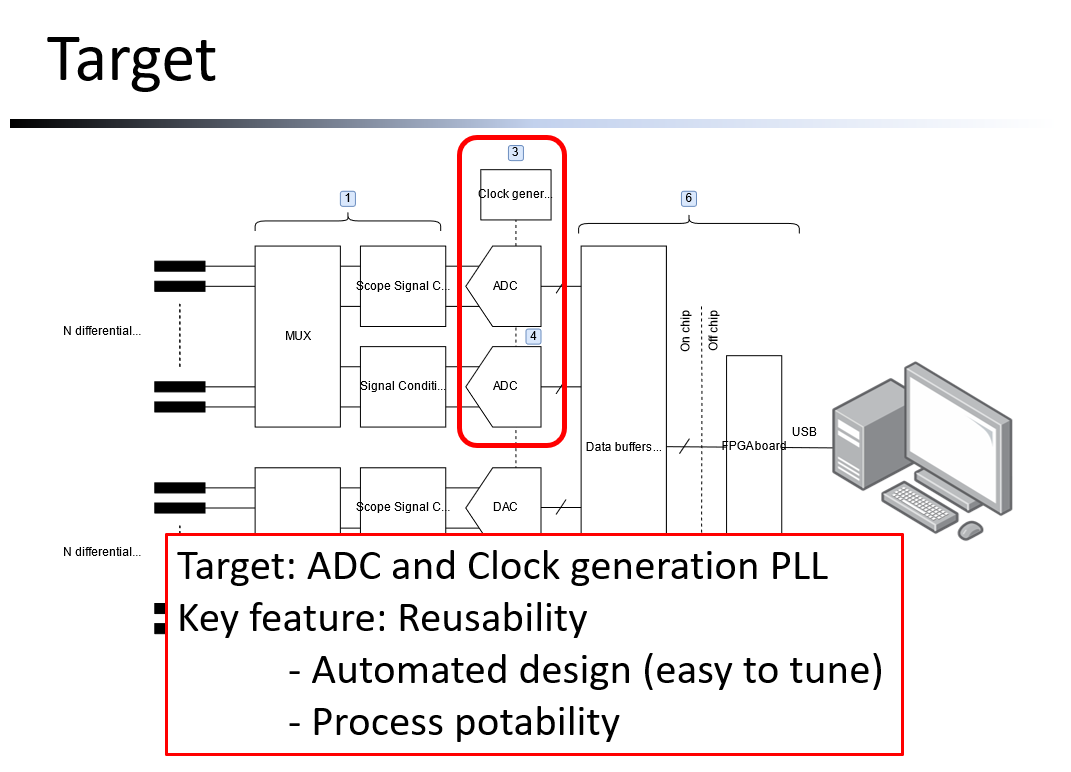 Target
3
Clock gener...
1
6
MUX
Scope Signal C...
ADC
N differential...
4
Signal Conditi...
ADC
On chip
Off chip
Data buffers...
FPGAboard
USB
Scope Signal C...
DAC
N differential...
Target: ADC and Clock generation PLL
Key feature: Reusability
- Automated design (easy to tune)
- Process potability